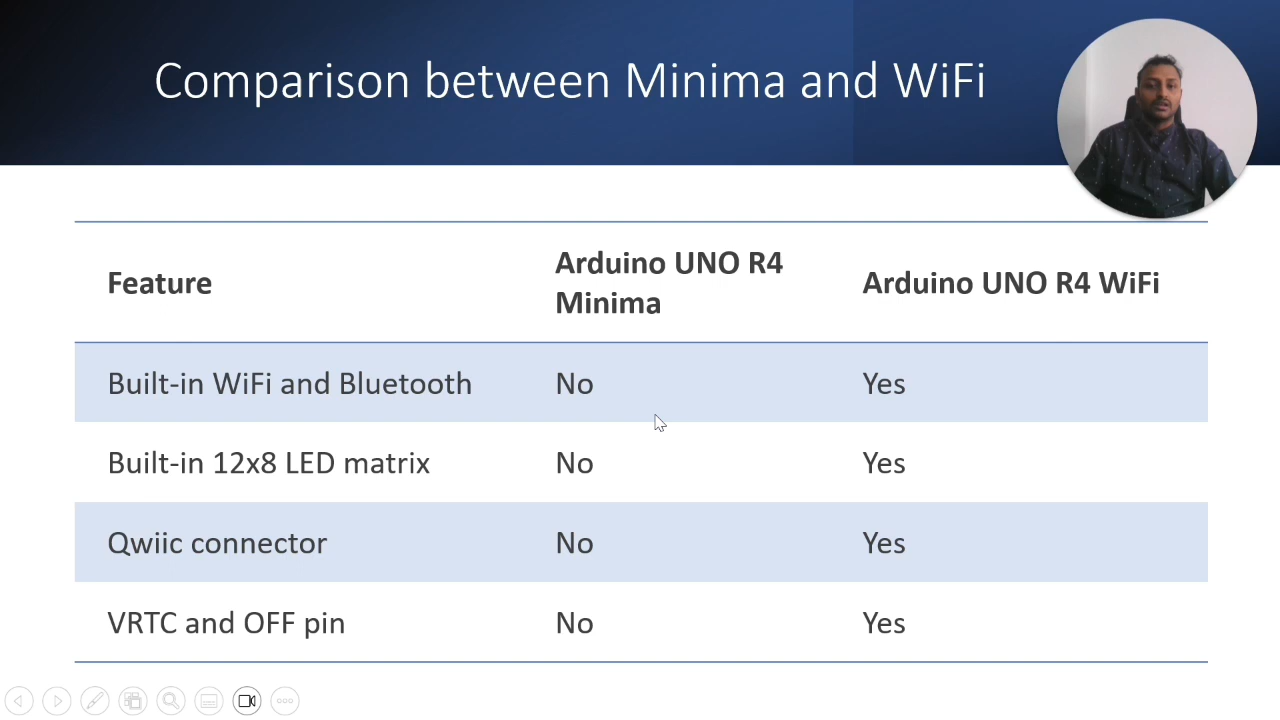 Comparison between Minima and WiFi
Feature
Arduino UNO R4
Minima
Arduino UNO R4 WiFi
Built-in WiFi and Bluetooth No Yes
Built-in 12x8 LED matrix No Yes
Qwiic connector No Yes
VRTC and OFF pin No Yes